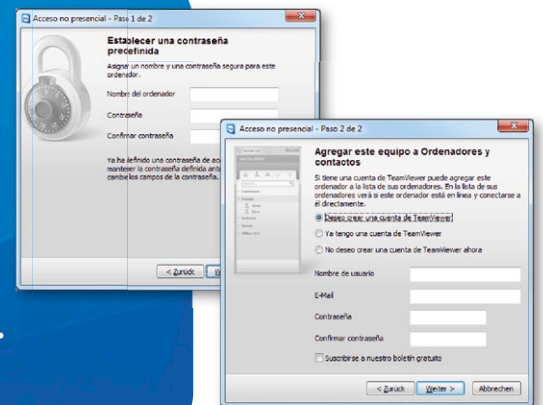 Acceso no presencial - Paso 1 de 2
Establecer una contraseña
predefinida
Asignar un nombre y una contraseña segura para este
ordenador.
Nombre del ordenador
Contraseña
Confirmar contraseña
Ya ha definido una contraseña de
mantener la contraseña definida
cambie los campos de la contraseña.
< Zurück
Acceso no presencial - Paso 2 de 2
Agregar este equipo a Ordenadores y
contactos
Si tiene una cuenta de TeamViewer puede agregar este
ordenador a la lista de sus ordenadores. En la lista de sus
ordenadores verá si este ordenador está en línea y conectarse a
él directamente.
Deseo crear una cuenta de TeamViewer
Ya tengo una cuenta de TeamViewer
No deseo crear una cuenta de TeamViewer ahora
Nombre de usuario
E-Mail
Contraseña
Confirmar contraseña
Suscribirse a nuestro boletín gratuito
< Zurück
Weiter >
Abbrechen